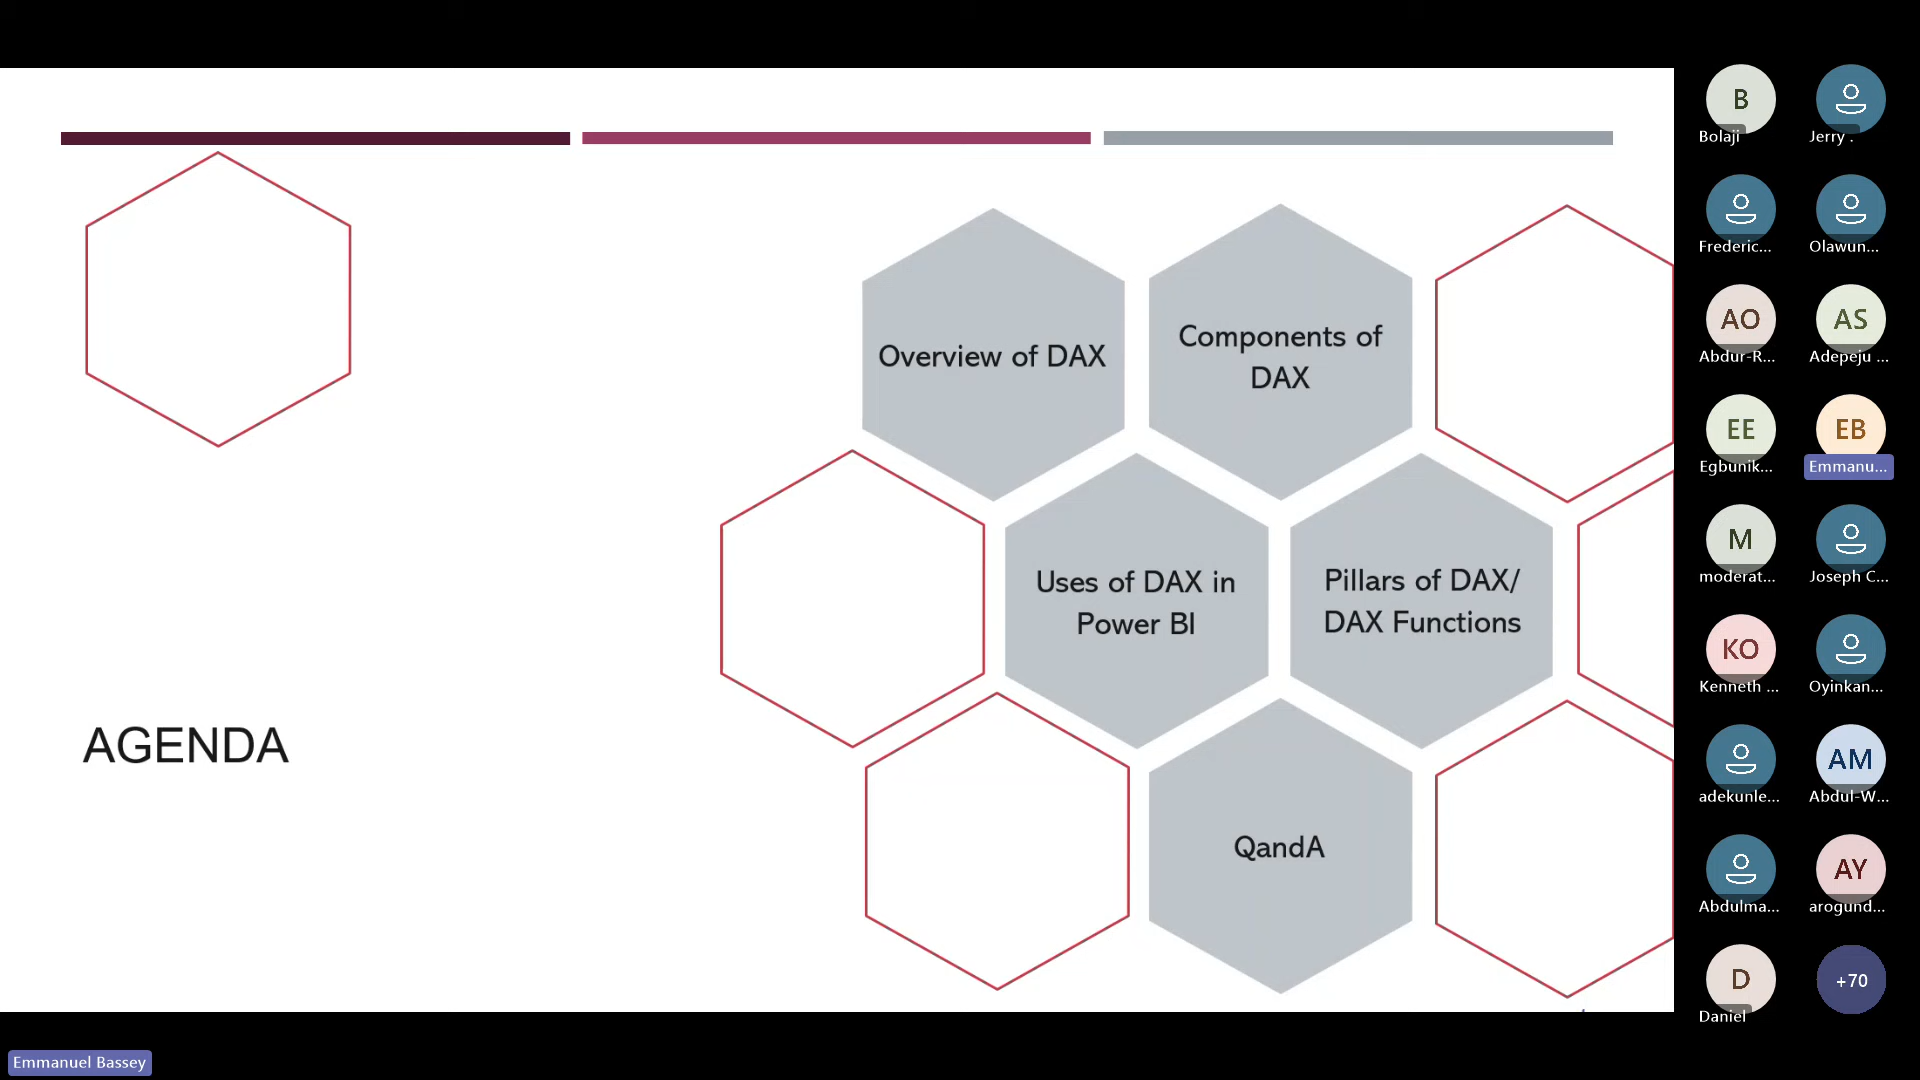 AGENDA
Overview of DAX
Components of
DAX
Uses of DAX in
Power BI
Pillars of DAX/
DAX Functions
QandA
B
Bolaji
Jerry .
Frederic...
Olawun...
AO
Abdur-R...
AS
Adepeju ...
EE
Egbunik...
EB
Emmanu...
M
moderat...
Joseph C...
KO
Kenneth ...
Oyinkan...
adekunle...
AM
Abdul-W...
Abdulma...
AY
arogund...
D
Daniel
+70
Emmanuel Bassey